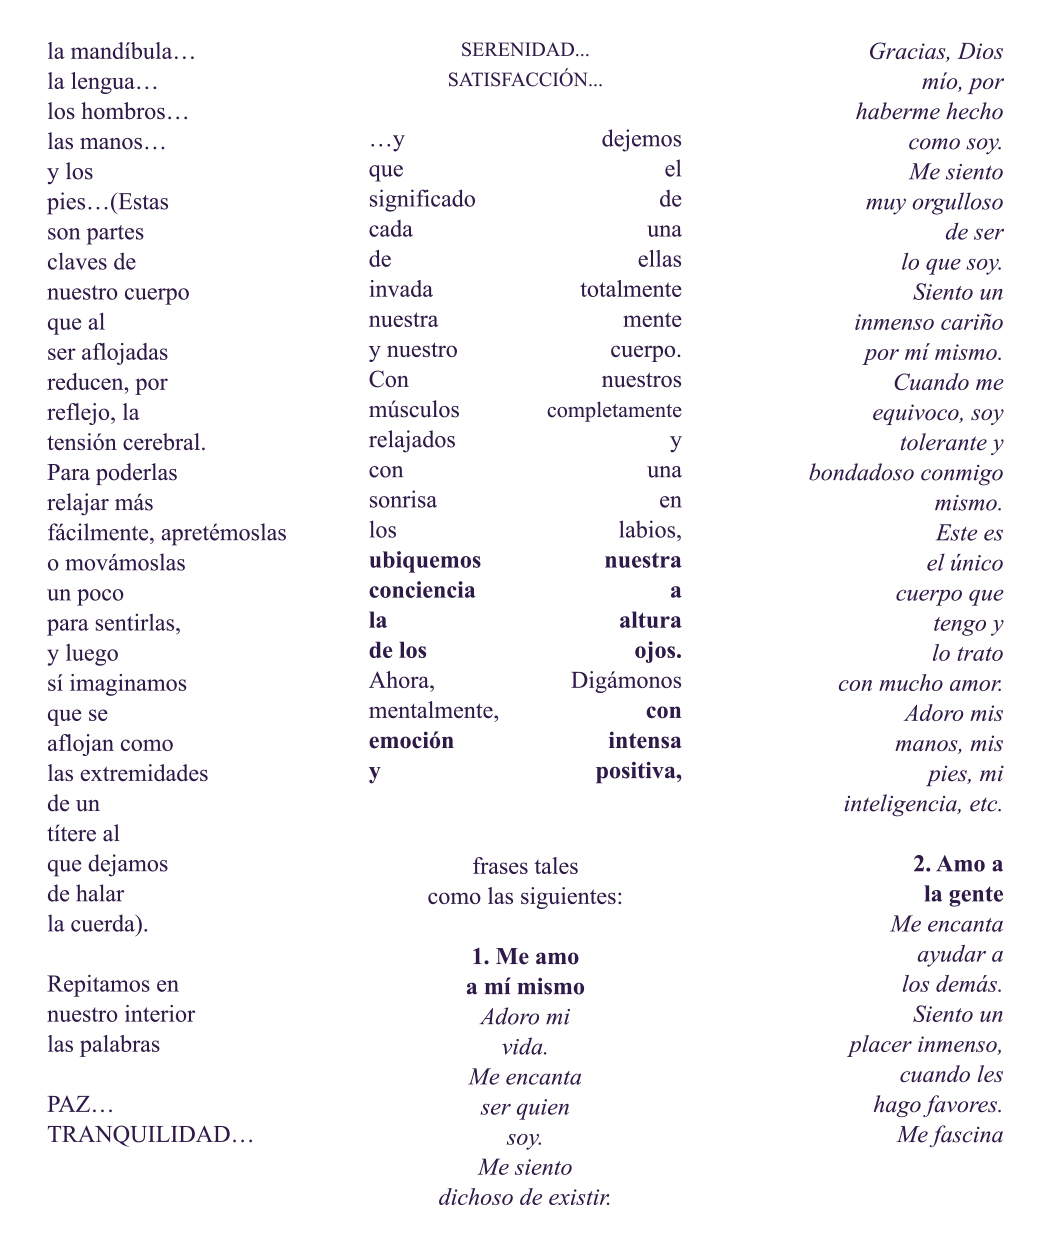 la mandíbula…
la lengua…
los hombros…
las manos…
y los
pies…(Estas
son partes
claves de
nuestro cuerpo
que al
ser aflojadas
reducen, por
reflejo, la
tensión cerebral.
Para poderlas
relajar más
fácilmente, apretémoslas
o movámoslas
un poco
para sentirlas,
y luego
sí imaginamos
que se
aflojan como
las extremidades
de un
títere al
que dejamos
de halar
la cuerda).
Repitamos en
nuestro interior
las palabras
PAZ…
TRANQUILIDAD…
SERENIDAD...
SATISFACCIÓN...
…y dejemos
que el
significado de
cada una
de ellas
invada totalmente
nuestra mente
y nuestro cuerpo.
Con nuestros
músculos completamente
relajados y
con una
sonrisa en
los labios,
ubiquemos nuestra
conciencia a
la altura
de los ojos.
Ahora, Digámonos
mentalmente, con
emoción intensa
y positiva,
frases tales
como las siguientes:
1. Me amo
a mí mismo
Adoro mi
vida.
Me encanta
ser quien
soy.
Me siento
dichoso de existir.
Gracias, Dios
mío, por
haberme hecho
como soy.
Me siento
muy orgulloso
de ser
lo que soy.
Siento un
inmenso cariño
por mí mismo.
Cuando me
equivoco, soy
tolerante y
bondadoso conmigo
mismo.
Este es
el único
cuerpo que
tengo y
lo trato
con mucho amor.
Adoro mis
manos, mis
pies, mi
inteligencia, etc.
2. Amo a
la gente
Me encanta
ayudar a
los demás.
Siento un
placer inmenso,
cuando les
hago favores.
Me fascina